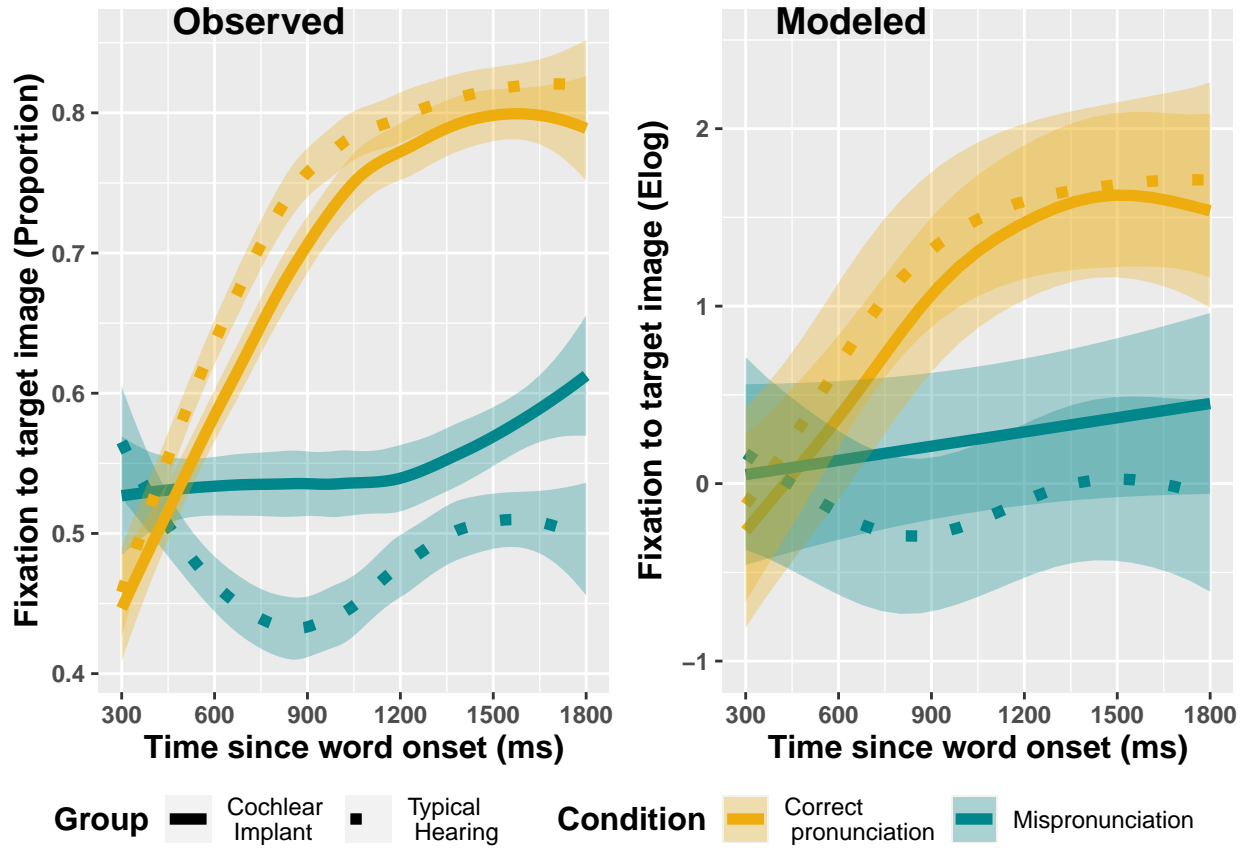 Observed
Modeled
Fixation to target image (Proportion)
0.8
0.7
0.6
0.5
0.4
300 600 900 1200 1500 1800
Time since word onset (ms)
Fixation to target image (Elog)
2
1
0
−1
300 600 900 1200 1500 1800
Time since word onset (ms)
Group
Cochlear
Implant
Typical
Hearing
Condition
Correct
pronunciation
Mispronunciation